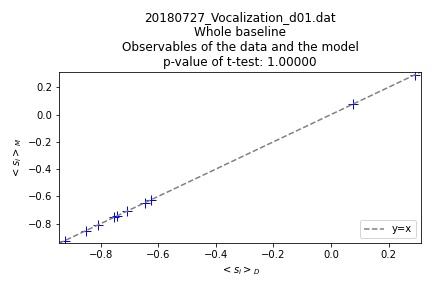 20180727_Vocalization_d01.dat
Whole baseline
Observables of the data and the model
p-value of t-test: 1.00000
0.2
0.0
−0.2
−0.4
−0.6
−0.8
< s_i >_M
y=x
−0.8 −0.6 −0.4 −0.2 0.0 0.2
< s_i >_D